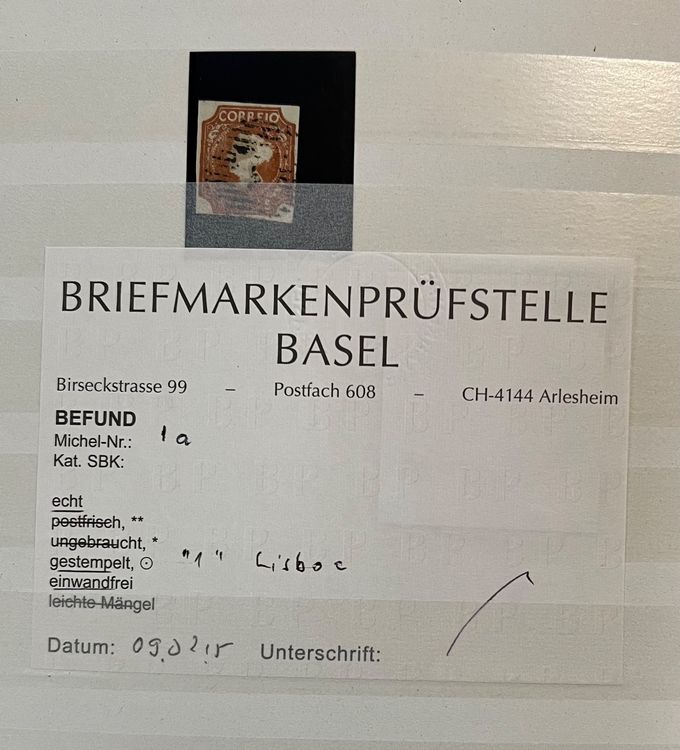 CORREIO
BRIEFMARKENPRÜFSTELLE
BASEL
Birseckstrasse 99 – Postfach 608 – CH-4144 Arlesheim
BEFUND
Michel-Nr.: 1a
Kat. SBK:
echt
postfrisch, **
ungebraucht, *
gestempelt, ⊙ "1" Lisboa
einwandfrei
leichte Mängel
Datum: 09.02.15 Unterschrift: